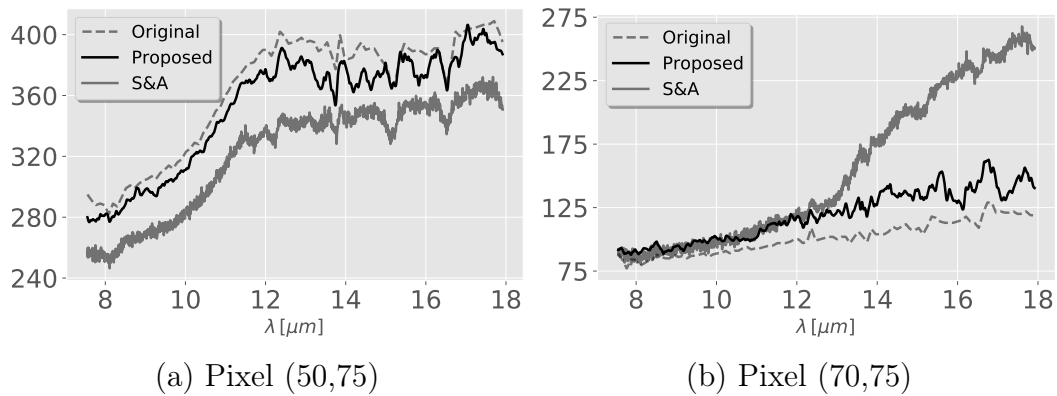 Original
Proposed
S&A
400
360
320
280
240
8 10 12 14 16 18
λ [μm]
(a) Pixel (50,75)
Original
Proposed
S&A
275
225
175
125
75
8 10 12 14 16 18
λ [μm]
(b) Pixel (70,75)